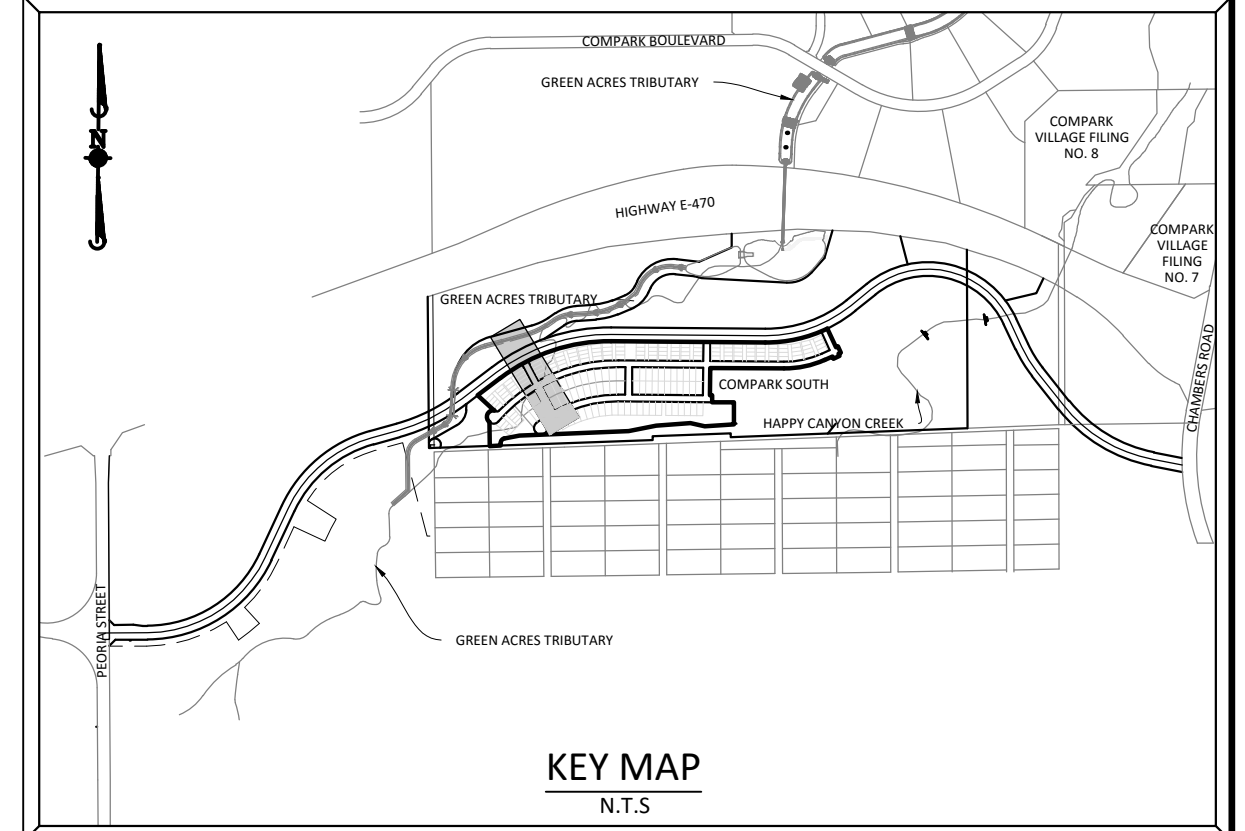 COMPARK BOULEVARD
GREEN ACRES TRIBUTARY
N
COMPARK
VILLAGE FILING
NO. 8
HIGHWAY E-470
COMPARK
VILLAGE
FILING
NO. 7
GREEN ACRES TRIBUTARY
CHAMBERS ROAD
COMPARK SOUTH
HAPPY CANYON CREEK
PEORIA STREET
GREEN ACRES TRIBUTARY
KEY MAP
N.T.S